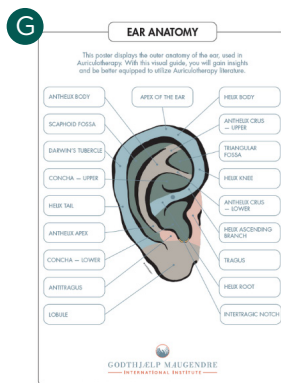 G
EAR ANATOMY
This poster displays the outer anatomy of the ear, used in
Auriculotherapy. With this visual guide, you will gain insights
and be better equipped to utilize Auriculotherapy literature.
ANTHELIX BODY
APEX OF THE EAR
HELIX BODY
SCAPHOID FOSSA
ANTHELIX CRUS
— UPPER
DARWIN'S TUBERCLE
TRIANGULAR
FOSSA
CONCHA — UPPER
HELIX KNEE
HELIX TAIL
ANTHELIX CRUS
— LOWER
ANTIHELIX APEX
HELIX ASCENDING
BRANCH
CONCHA — LOWER
TRAGUS
ANTITRAGUS
HELIX ROOT
LOBULE
INTERTRAGIC NOTCH
GODTHJÆLP MAUGENDRE
INTERNATIONAL INSTITUTE